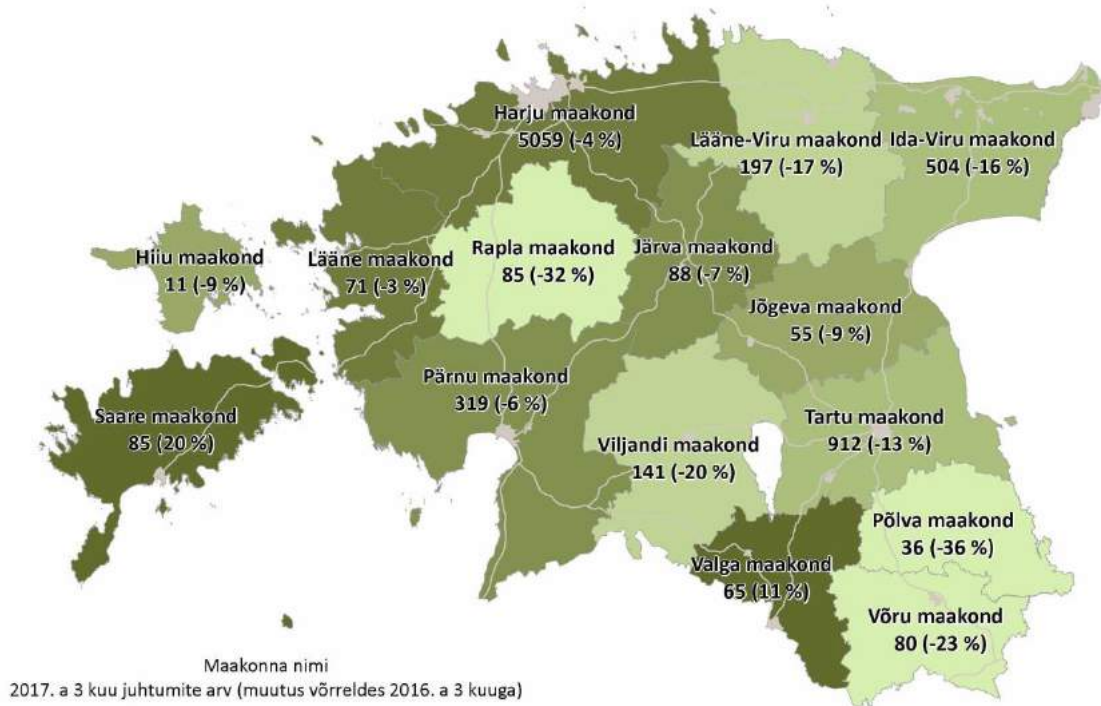 Harju maakond
5059 (-4 %)
Lääne-Viru maakond
197 (-17 %)
Ida-Viru maakond
504 (-16 %)
Hiiu maakond
11 (-9 %)
Lääne maakond
71 (-3 %)
Rapla maakond
85 (-32 %)
Järva maakond
88 (-7 %)
Jõgeva maakond
55 (-9 %)
Pärnu maakond
319 (-6 %)
Saare maakond
85 (20 %)
Viljandi maakond
141 (-20 %)
Tartu maakond
912 (-13 %)
Põlva maakond
36 (-36 %)
Valga maakond
65 (11 %)
Võru maakond
80 (-23 %)
Maakonna nimi
2017. a 3 kuu juhtumite arv (muutus võrreldes 2016. a 3 kuuga)